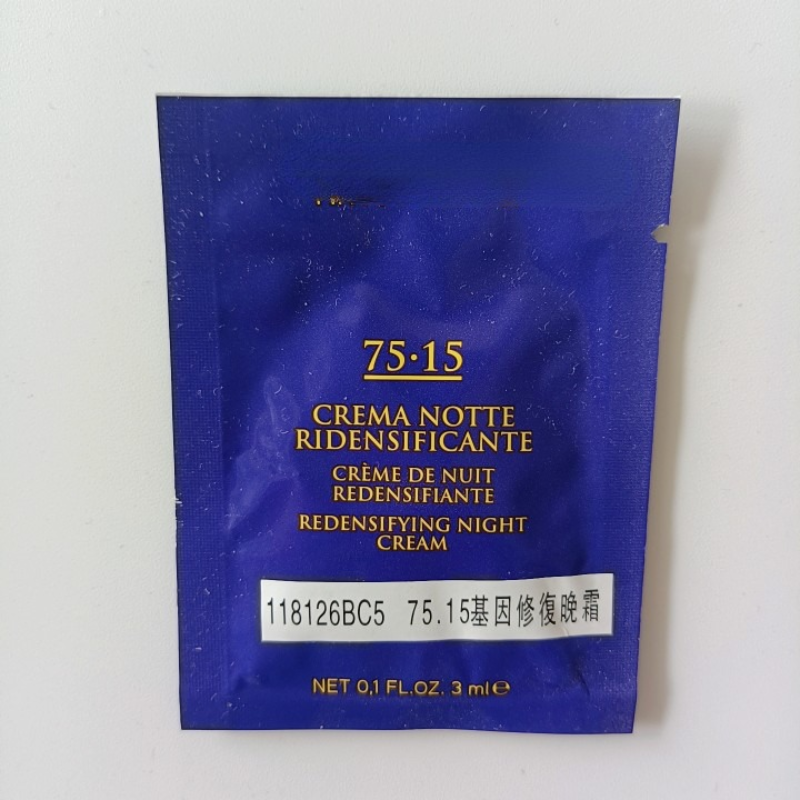 75·15
CREMA NOTTE
RIDENSIFICANTE
CRÈME DE NUIT
REDENSIFIANTE
REDENSIFYING NIGHT
CREAM
118126BC5 75.15基因修復晚霜
NET 0,1 FL.OZ. 3 ml℮